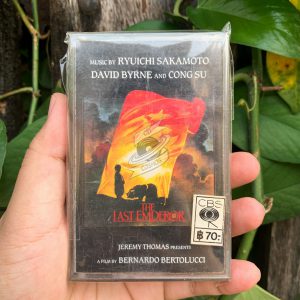 MUSIC BY RYUICHI SAKAMOTO
DAVID BYRNE AND CONG SU
THE
LAST EMPEROR
JEREMY THOMAS PRESENTS
A FILM BY BERNARDO BERTOLUCCI
CBS
฿ 70.-